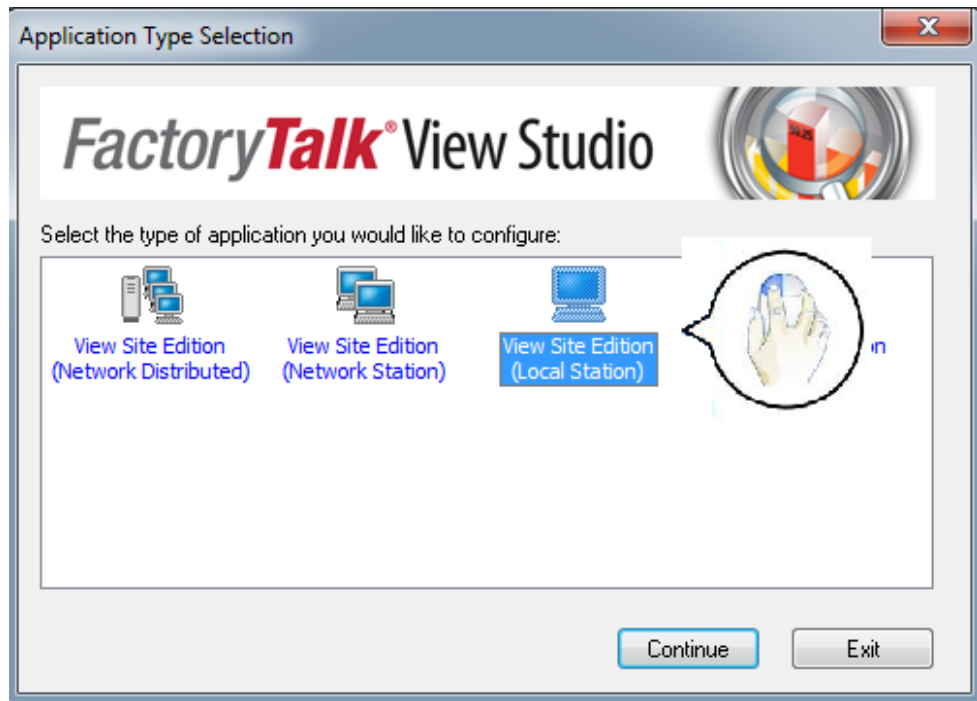 Application Type Selection
FactoryTalk® View Studio
Select the type of application you would like to configure:
View Site Edition
(Network Distributed)
View Site Edition
(Network Station)
View Site Edition
(Local Station)
Continue
Exit